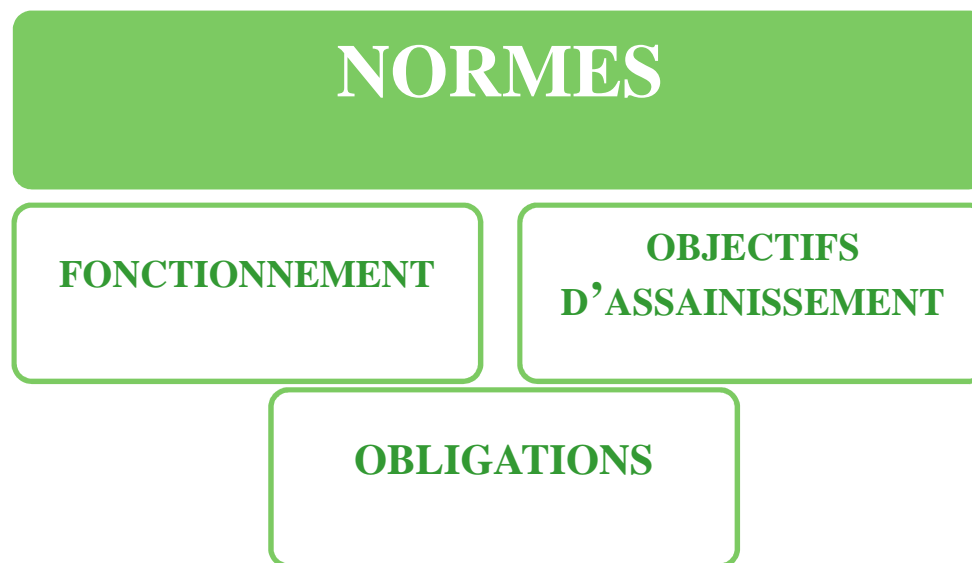 NORMES
FONCTIONNEMENT
OBJECTIFS
D’ASSAINISSEMENT
OBLIGATIONS